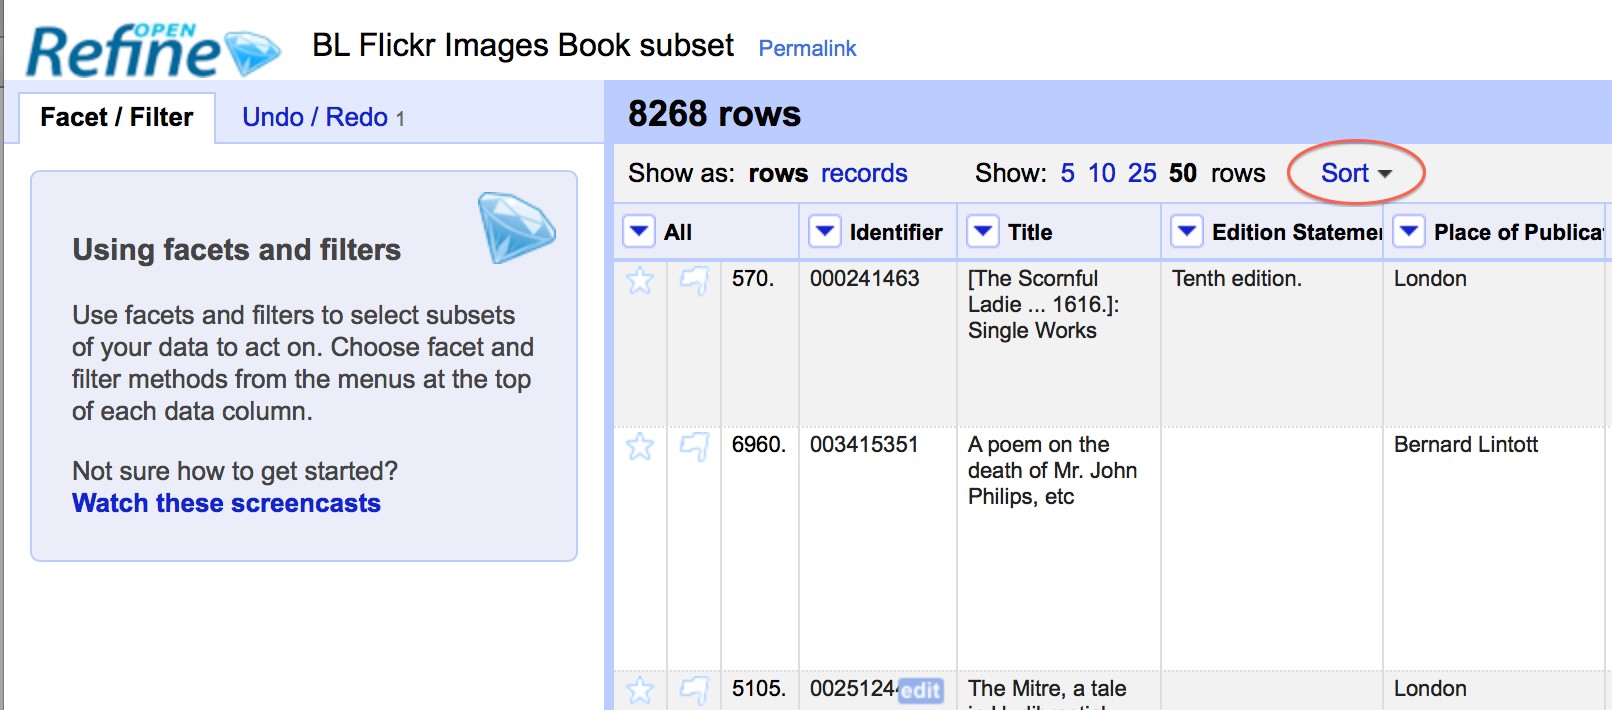 OPEN
Refine BL Flickr Images Book subset Permalink
Facet / Filter Undo / Redo 1
8268 rows
Show as: rows records Show: 5 10 25 50 rows Sort
All Identifier Title Edition Statemen Place of Publica
Using facets and filters
Use facets and filters to select subsets
of your data to act on. Choose facet and
filter methods from the menus at the top
of each data column.
Not sure how to get started?
Watch these screencasts
570. 000241463 [The Scornful Tenth edition. London
Ladie ... 1616.]:
Single Works
6960. 003415351 A poem on the Bernard Lintott
death of Mr. John
Philips, etc
5105. 0025124 edit The Mitre, a tale London